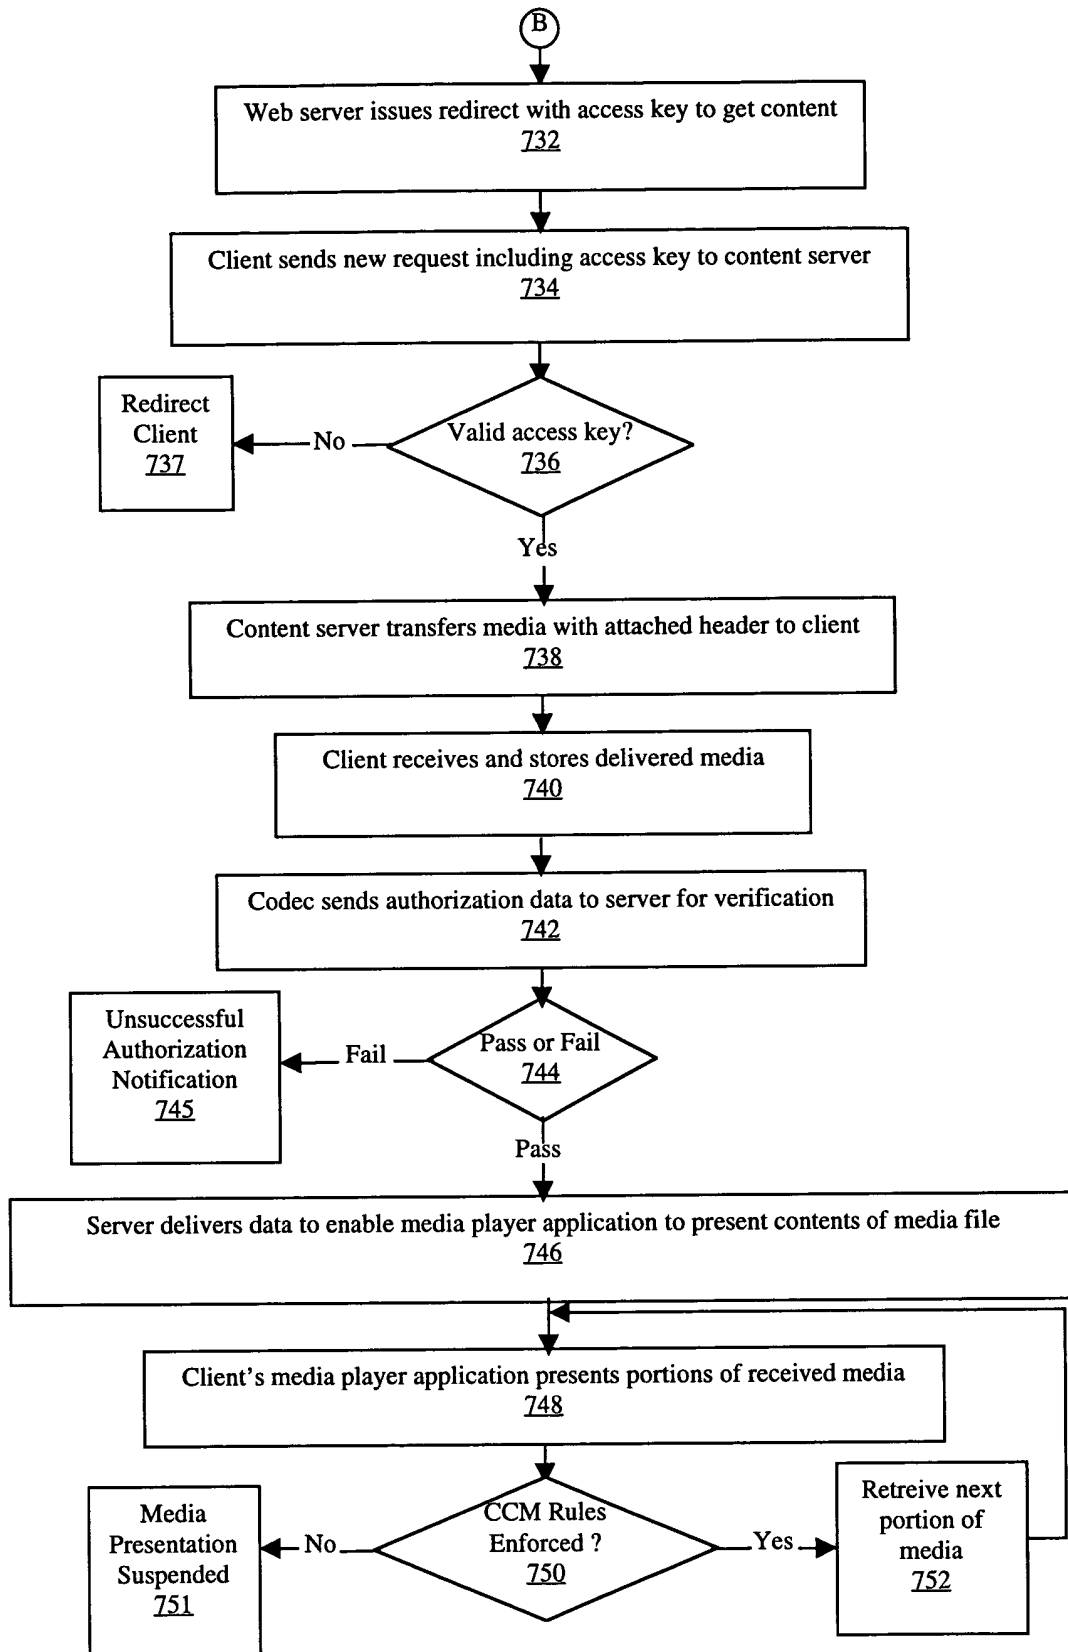 B
Web server issues redirect with access key to get content
732
Client sends new request including access key to content server
734
Redirect
Client
737
No
Valid access key?
736
Yes
Content server transfers media with attached header to client
738
Client receives and stores delivered media
740
Codec sends authorization data to server for verification
742
Unsuccessful
Authorization
Notification
745
Fail
Pass or Fail
744
Pass
Server delivers data to enable media player application to present contents of media file
746
Client's media player application presents portions of received media
748
Media
Presentation
Suspended
751
No
CCM Rules
Enforced ?
750
Yes
Retreive next
portion of
media
752